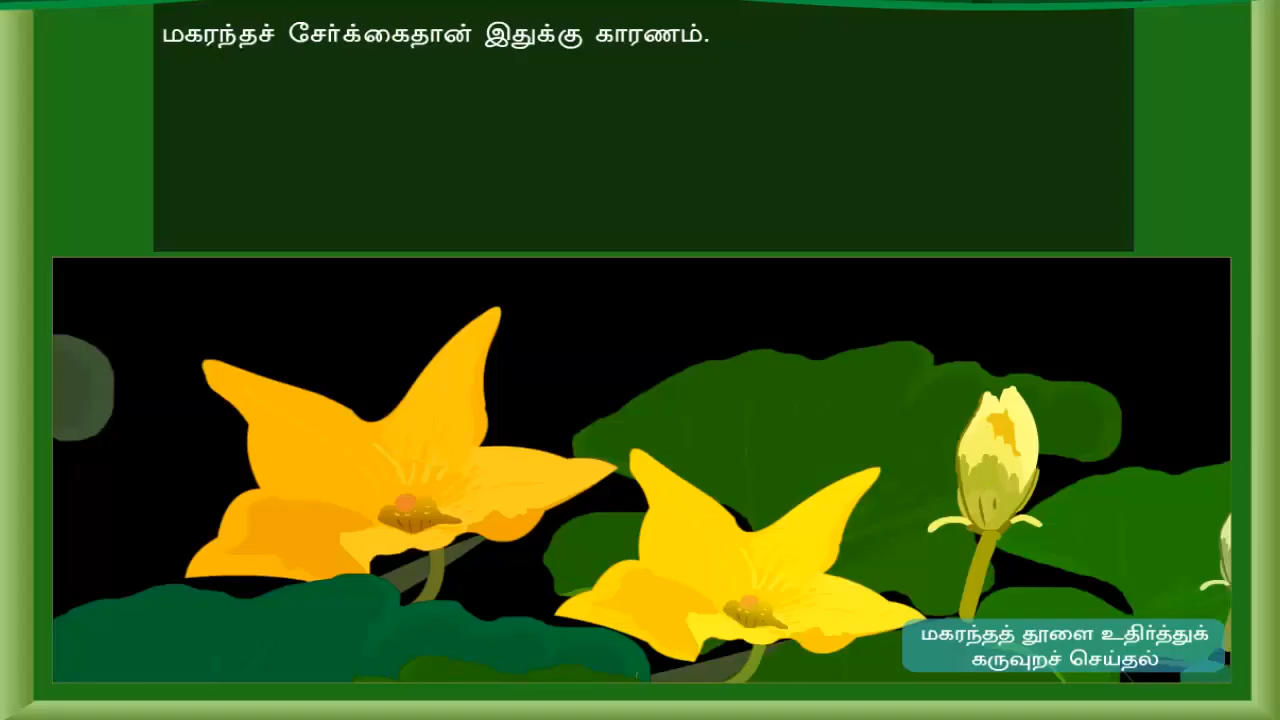 மகரந்தச் சேர்க்கைதான் இதுக்கு காரணம்.
மகரந்தத் தூளை உதிர்த்துக்
கருவுறச் செய்தல்